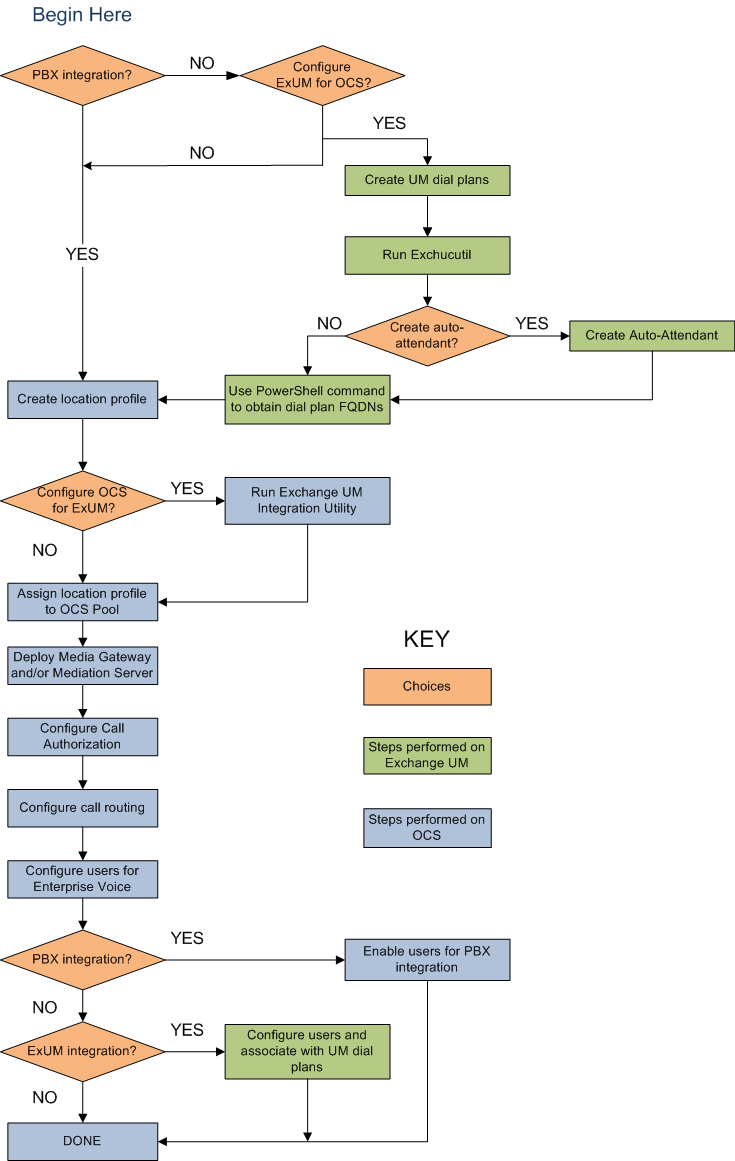 Begin Here
PBX integration?
NO
Configure
ExUM for OCS?
YES
NO
Create UM dial plans
YES
Run Exchucutil
NO
Create auto-
attendant?
YES
Create Auto-Attendant
Create location profile
Use PowerShell command
to obtain dial plan FQDNs
Configure OCS
for ExUM?
YES
Run Exchange UM
Integration Utility
NO
Assign location profile
to OCS Pool
KEY
Deploy Media Gateway
and/or Mediation Server
Choices
Configure Call
Authorization
Steps performed on
Exchange UM
Configure call routing
Steps performed on
OCS
Configure users for
Enterprise Voice
PBX integration?
YES
Enable users for PBX
integration
NO
ExUM integration?
YES
Configure users and
associate with UM dial
plans
NO
DONE